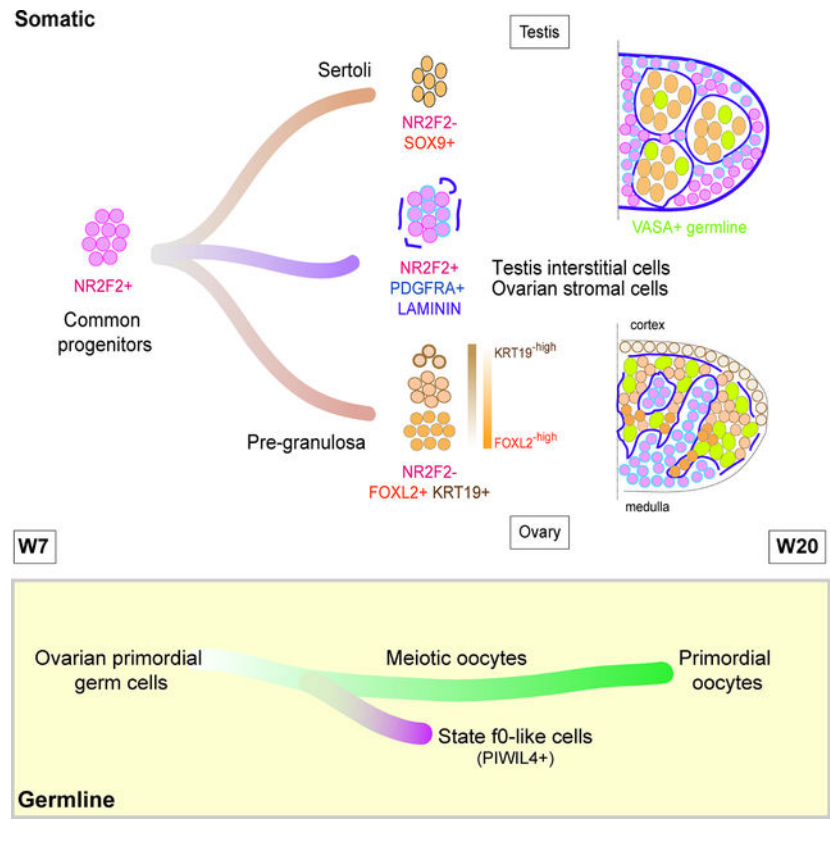 Somatic
Testis
Sertoli
NR2F2-
SOX9+
VASA+ germline
NR2F2+
Common
progenitors
NR2F2+
PDGFRA+
LAMININ
Testis interstitial cells
Ovarian stromal cells
cortex
KRT19-high
FOXL2-high
Pre-granulosa
NR2F2-
FOXL2+ KRT19+
medulla
Ovary
W7
W20
Ovarian primordial
germ cells
Meiotic oocytes
Primordial
oocytes
State f0-like cells
(PIWIL4+)
Germline